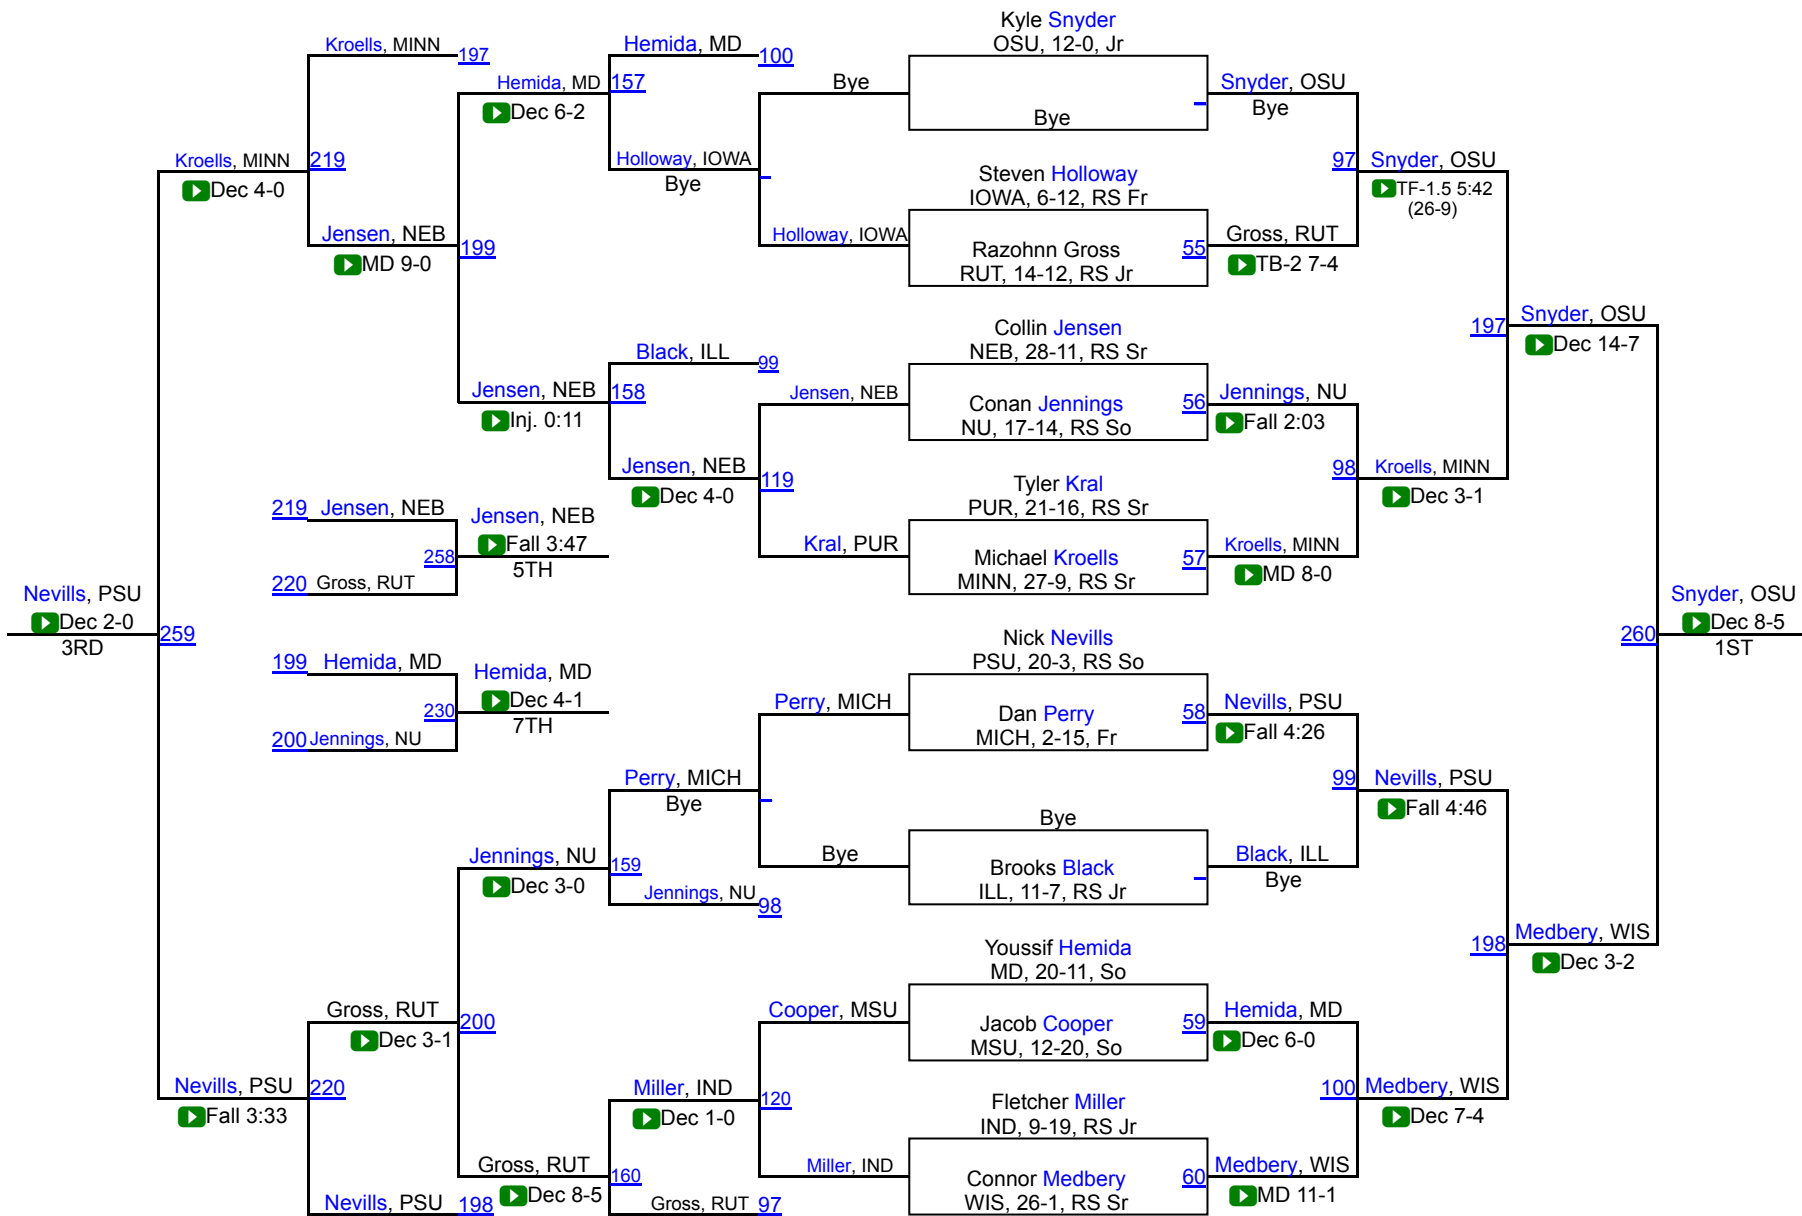 Kyle Snyder
OSU, 12-0, Jr
Bye
Steven Holloway
IOWA, 6-12, RS Fr
Razohnn Gross
RUT, 14-12, RS Jr
55
Collin Jensen
NEB, 28-11, RS Sr
Conan Jennings
NU, 17-14, RS So
56
Tyler Kral
PUR, 21-16, RS Sr
Michael Kroells
MINN, 27-9, RS Sr
57
Nick Nevills
PSU, 20-3, RS So
Dan Perry
MICH, 2-15, Fr
58
Bye
Brooks Black
ILL, 11-7, RS Jr
Youssif Hemida
MD, 20-11, So
Jacob Cooper
MSU, 12-20, So
59
Fletcher Miller
IND, 9-19, RS Jr
Connor Medbery
WIS, 26-1, RS Sr
60
Snyder, OSU
Bye
97
Gross, RUT
TB-2 7-4
Jennings, NU
Fall 2:03
98
Kroells, MINN
MD 8-0
Nevills, PSU
Fall 4:26
99
Black, ILL
Bye
Hemida, MD
Dec 6-0
100
Medbery, WIS
MD 11-1
Snyder, OSU
TF-1.5 5:42
(26-9)
197
Kroells, MINN
Dec 3-1
Nevills, PSU
Fall 4:46
198
Medbery, WIS
Dec 7-4
Snyder, OSU
Dec 14-7
260
Medbery, WIS
Dec 3-2
Snyder, OSU
Dec 8-5
1ST
Bye
Holloway, IOWA
Jensen, NEB
119
Kral, PUR
Perry, MICH
Bye
Cooper, MSU
120
Miller, IND
Hemida, MD
100
157
Holloway, IOWA
Bye
Black, ILL
99
158
Jensen, NEB
Dec 4-0
Perry, MICH
Bye
159
Jennings, NU
98
Miller, IND
Dec 1-0
160
Gross, RUT
97
Hemida, MD
Dec 6-2
199
Jensen, NEB
Inj. 0:11
Jennings, NU
Dec 3-0
200
Gross, RUT
Dec 8-5
Kroells, MINN
197
219
Jensen, NEB
MD 9-0
Gross, RUT
Dec 3-1
220
Nevills, PSU
198
Kroells, MINN
Dec 4-0
259
Nevills, PSU
Fall 3:33
Nevills, PSU
Dec 2-0
3RD
219 Jensen, NEB
258
220 Gross, RUT
Jensen, NEB
Fall 3:47
5TH
199 Hemida, MD
230
200 Jennings, NU
Hemida, MD
Dec 4-1
7TH